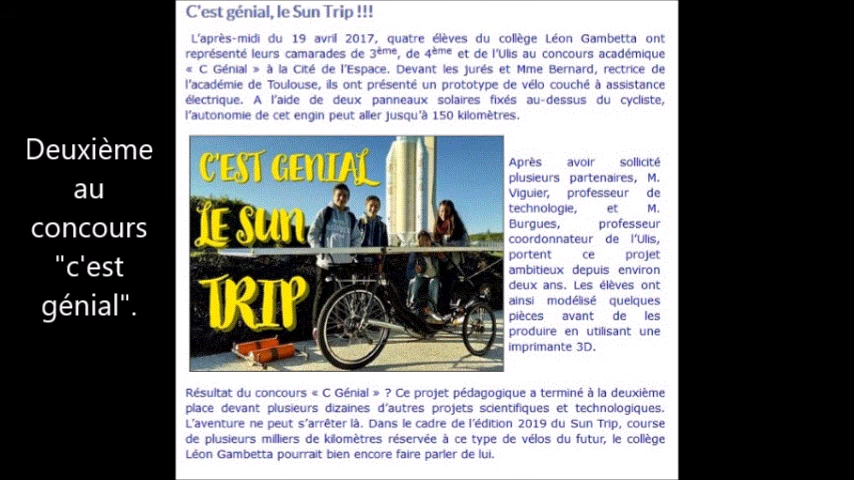 Deuxième
au
concours
"c'est
génial".
C'est génial, le Sun Trip !!!
L'après-midi du 19 avril 2017, quatre élèves du collège Léon Gambetta ont
représenté leurs camarades de 3ème, de 4ème et de l'Ulis au concours académique
« C Génial » à la Cité de l'Espace. Devant les jurés et Mme Bernard, rectrice de
l'académie de Toulouse, ils ont présenté un prototype de vélo couché à assistance
électrique. A l'aide de deux panneaux solaires fixés au-dessus du cycliste,
l'autonomie de cet engin peut aller jusqu'à 150 kilomètres.
C'EST GENIAL
LE SUN
TRIP
Après avoir sollicité
plusieurs partenaires, M.
Viguier, professeur de
technologie, et M.
Burgues, professeur
coordonnateur de l'Ulis,
portent ce projet
ambitieux depuis environ
deux ans. Les élèves ont
ainsi modélisé quelques
pièces avant de les
produire en utilisant une
imprimante 3D.
Résultat du concours « C Génial » ? Ce projet pédagogique a terminé à la deuxième
place devant plusieurs dizaines d'autres projets scientifiques et technologiques.
L'aventure ne peut s'arrêter là. Dans le cadre de l'édition 2019 du Sun Trip, course
de plusieurs milliers de kilomètres réservée à ce type de vélos du futur, le collège
Léon Gambetta pourrait bien encore faire parler de lui.